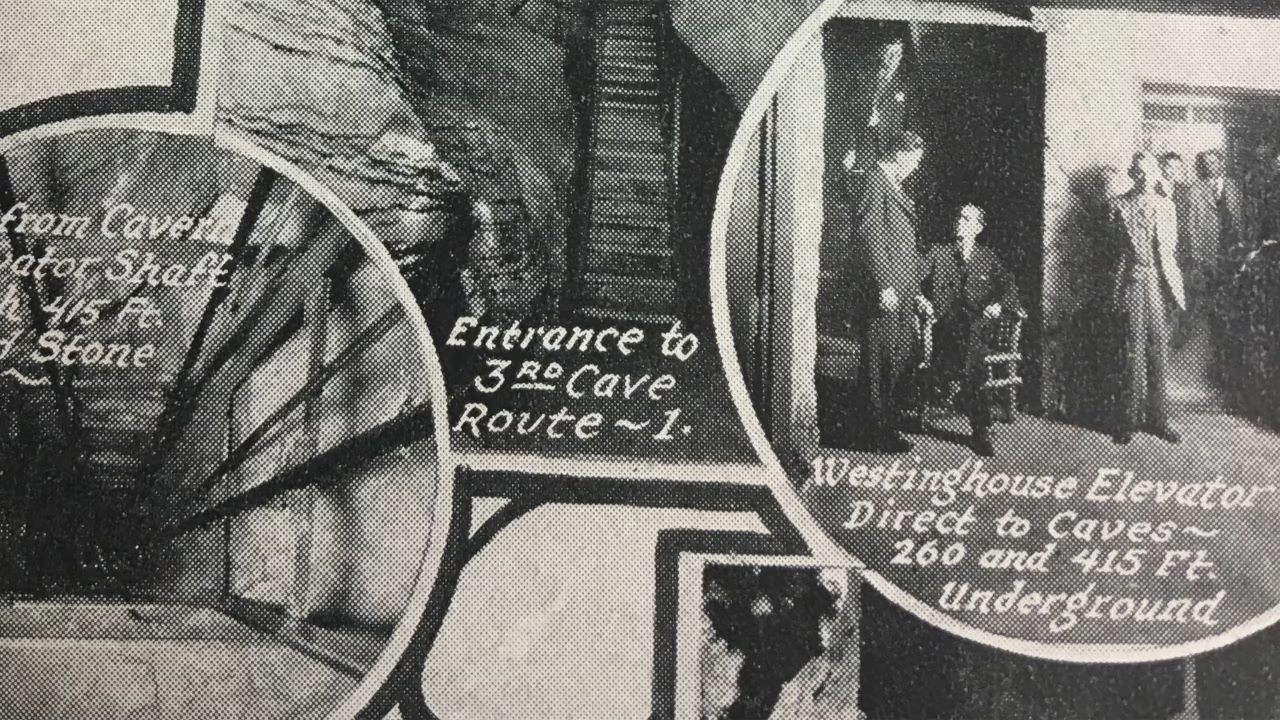 from Cavern
ator Shaft
415 Ft.
Stone
Entrance to
3RD Cave
Route ~ 1.
Westinghouse Elevator
Direct to Caves ~
260 and 415 Ft.
Underground